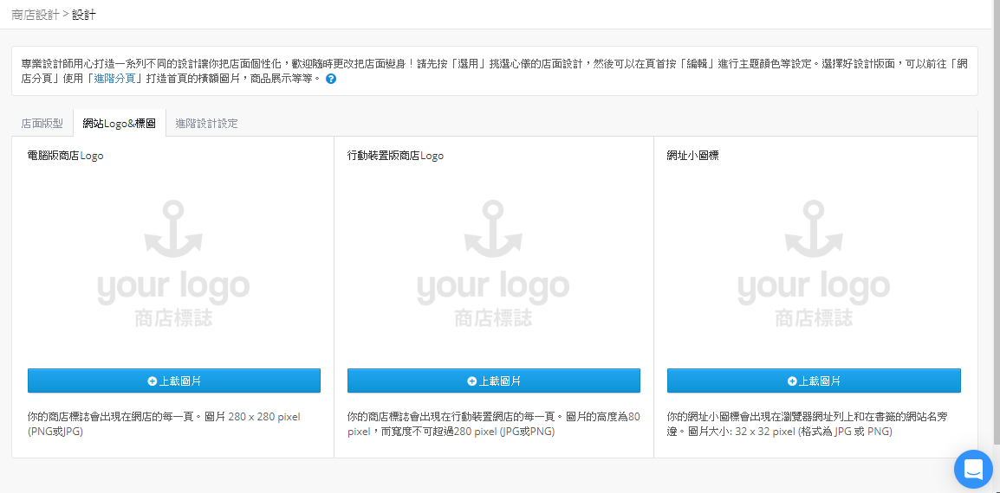 商店設計 > 設計
專業設計師用心打造一系列不同的設計讓你把店面個性化，歡迎隨時更改把店面變身！請先按「選用」挑選心儀的店面設計，然後可以在頁首按「編輯」進行主題顏色等設定。選擇好設計版面，可以前往「網
店分頁」使用「進階分頁」打造首頁的橫額圖片，商品展示等等。 ?
店面版型 網站Logo&標圖 進階設計設定
電腦版商店Logo
your logo
商店標誌
上載圖片
你的商店標誌會出現在網店的每一頁。圖片 280 x 280 pixel
(PNG或JPG)
行動裝置版商店Logo
your logo
商店標誌
上載圖片
你的商店標誌會出現在行動裝置網店的每一頁。圖片的高度為80
pixel，而寬度不可超過280 pixel (JPG或PNG)
網址小圖標
your logo
商店標誌
上載圖片
你的網址小圖標會出現在瀏覽器網址列上和在書籤的網站名旁
邊。圖片大小: 32 x 32 pixel (格式為 JPG 或 PNG)